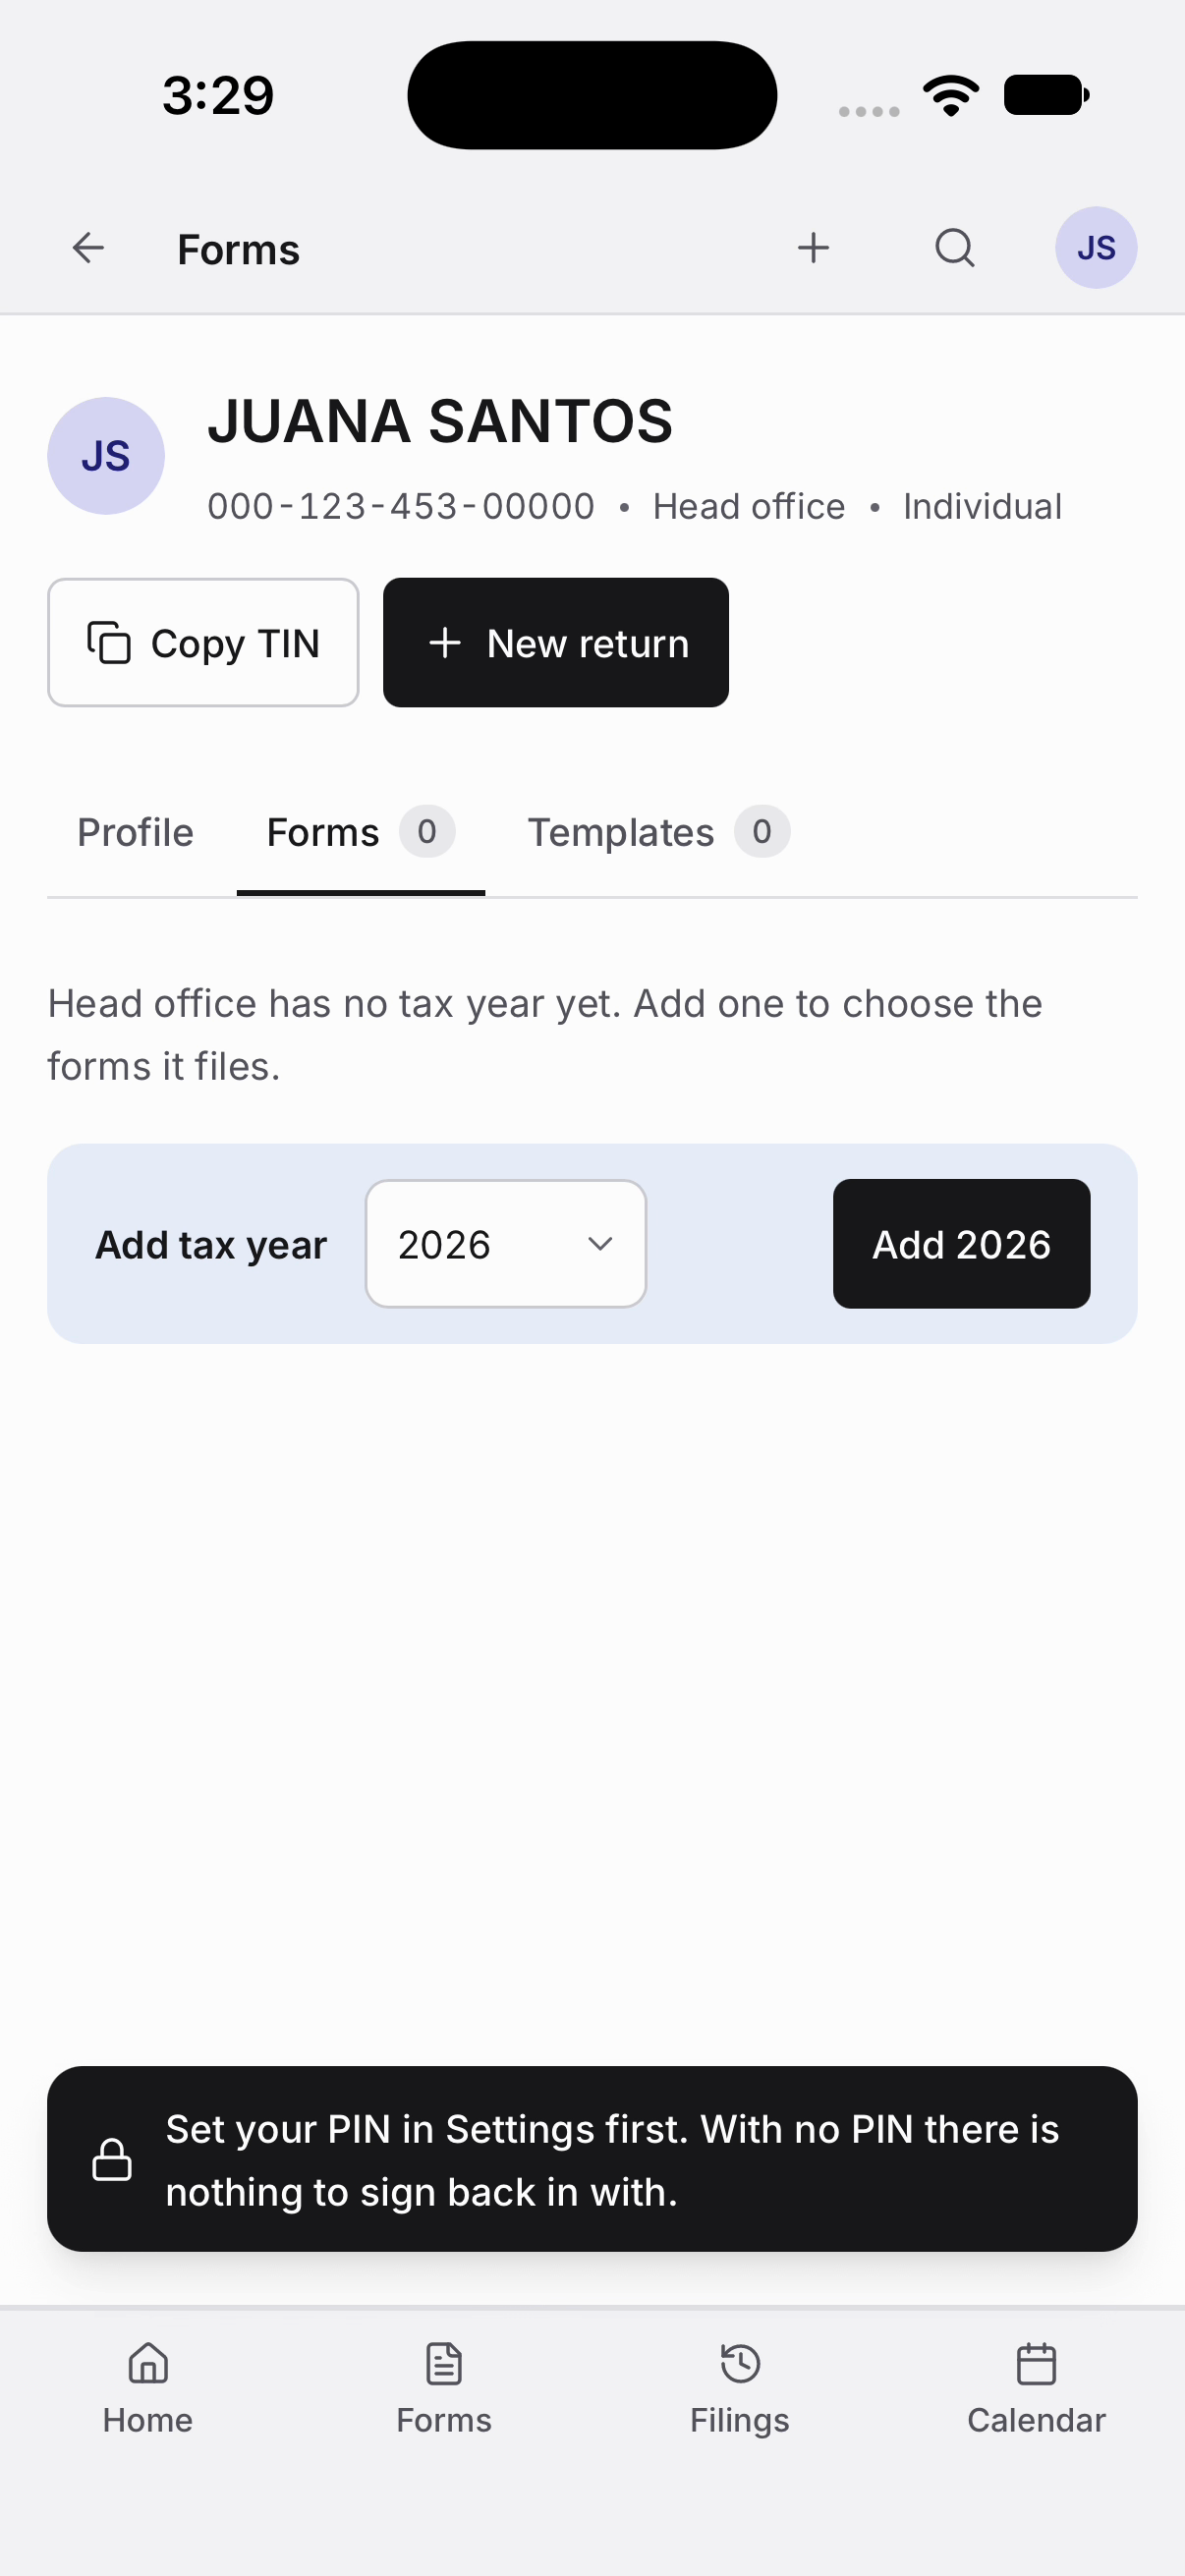 3:29
Forms
JS
JS
JUANA SANTOS
000-123-453-00000 • Head office • Individual
Copy TIN
New return
Profile
Forms 0
Templates 0
Head office has no tax year yet. Add one to choose the
forms it files.
Add tax year
2026
Add 2026
Set your PIN in Settings first. With no PIN there is
nothing to sign back in with.
Home
Forms
Filings
Calendar